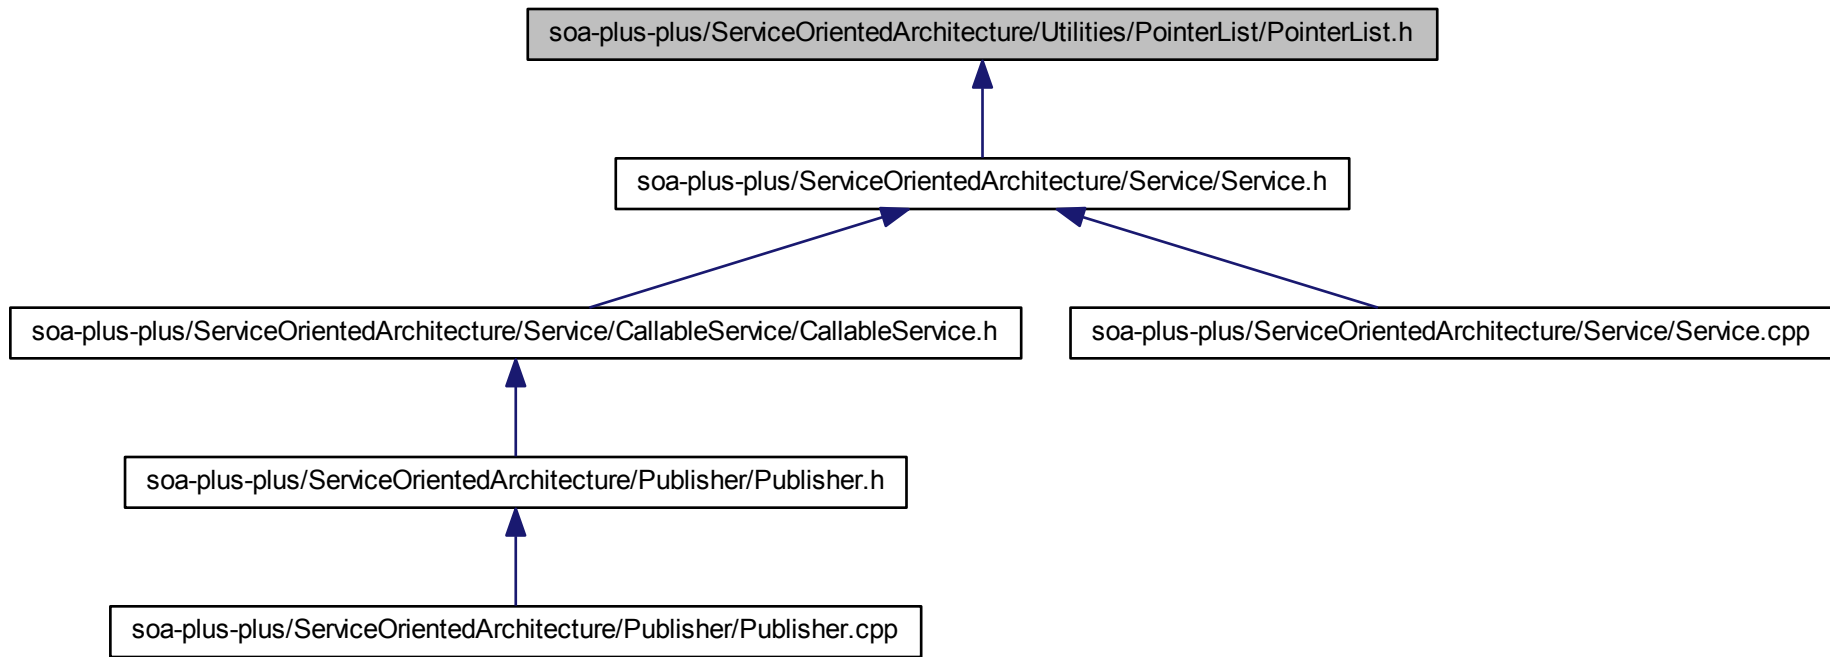 soa-plus-plus/ServiceOrientedArchitecture/Utilities/PointerList/PointerList.h
soa-plus-plus/ServiceOrientedArchitecture/Service/Service.h
soa-plus-plus/ServiceOrientedArchitecture/Service/CallableService/CallableService.h
soa-plus-plus/ServiceOrientedArchitecture/Service/Service.cpp
soa-plus-plus/ServiceOrientedArchitecture/Publisher/Publisher.h
soa-plus-plus/ServiceOrientedArchitecture/Publisher/Publisher.cpp